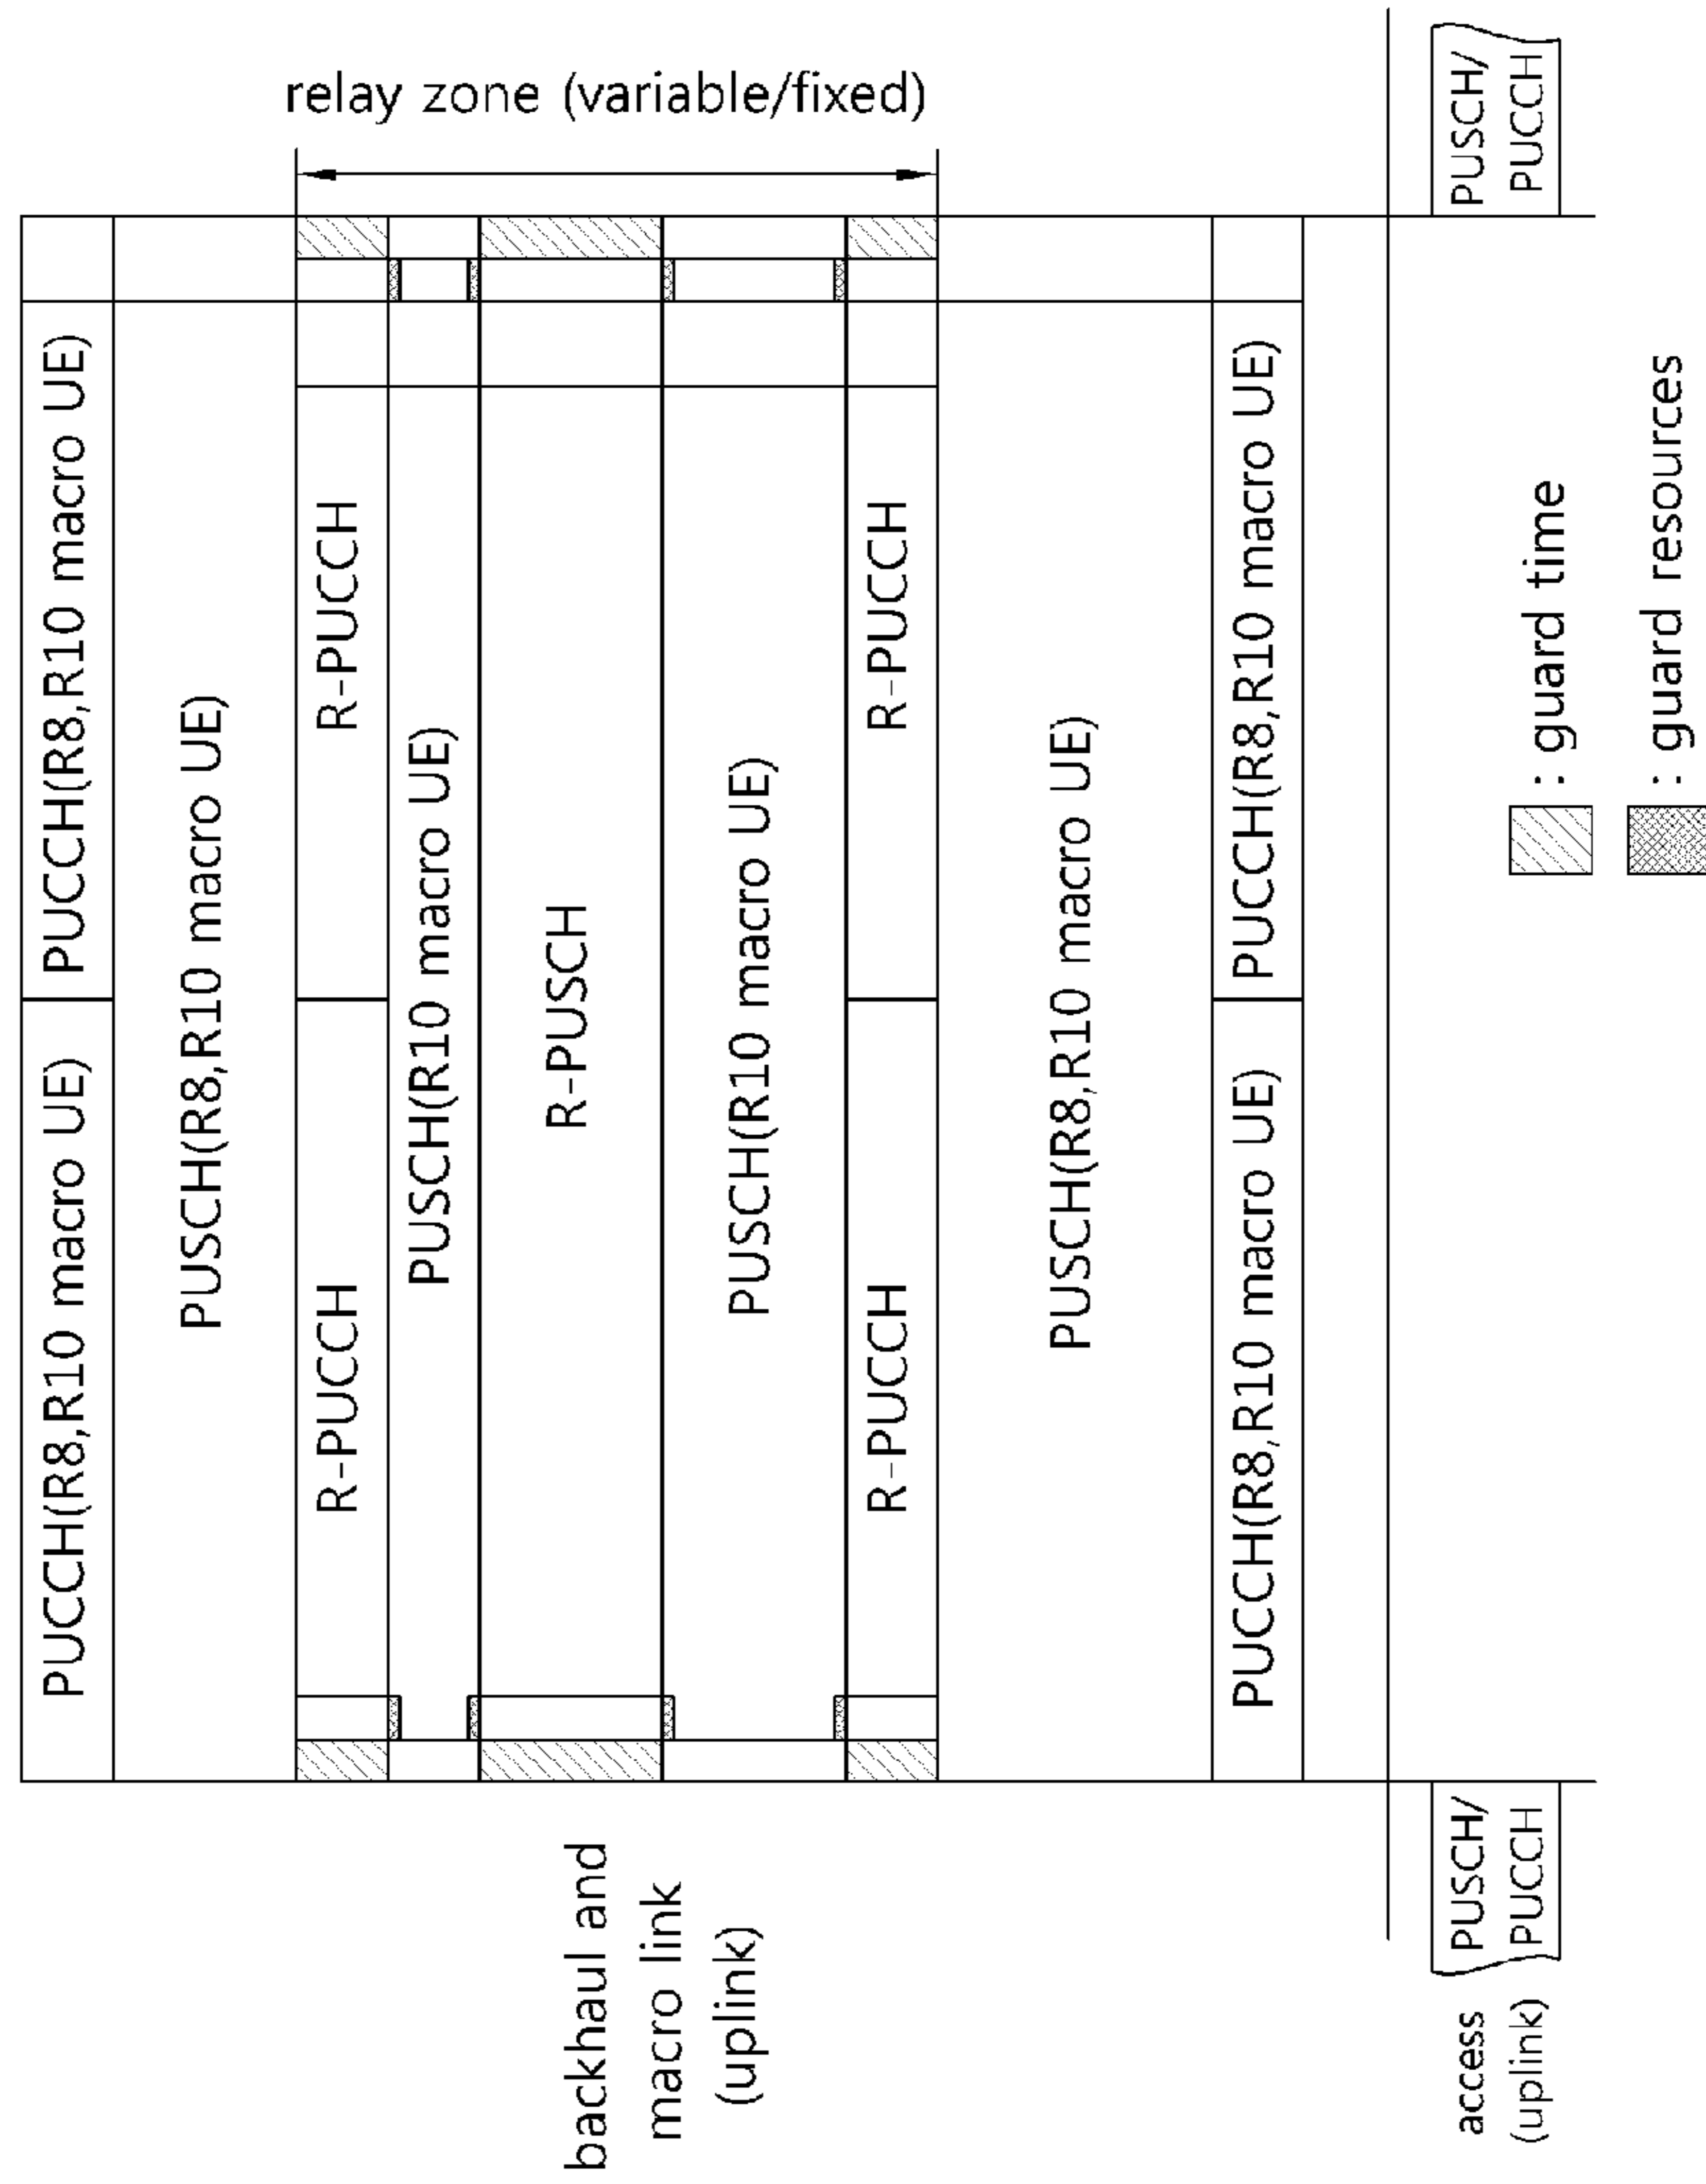 relay zone (variable/fixed)
PUCCH(R8,R10 macro UE)
PUCCH(R8,R10 macro UE)
PUSCH(R8,R10 macro UE)
R-PUCCH
R-PUCCH
PUSCH(R10 macro UE)
R-PUSCH
PUSCH(R10 macro UE)
R-PUCCH
R-PUCCH
PUSCH(R8,R10 macro UE)
PUCCH(R8,R10 macro UE)
PUCCH(R8,R10 macro UE)
backhaul and
macro link
(uplink)
access
(uplink)
PUSCH/
PUCCH
PUSCH/
PUCCH
: guard time
: guard resources